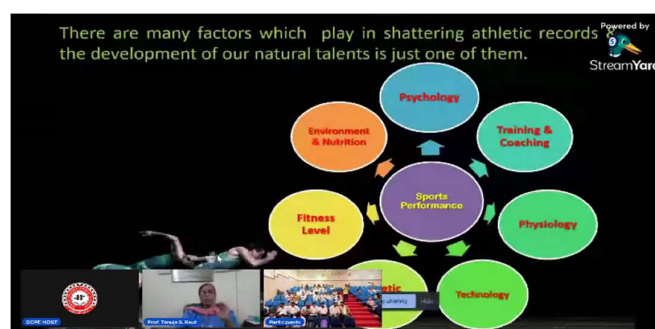 There are many factors which play in shattering athletic records &
the development of our natural talents is just one of them.
Powered by
StreamYard
Psychology
Environment
& Nutrition
Training &
Coaching
Sports
Performance
Fitness
Level
Physiology
Technology
DCPE HOST
Participants